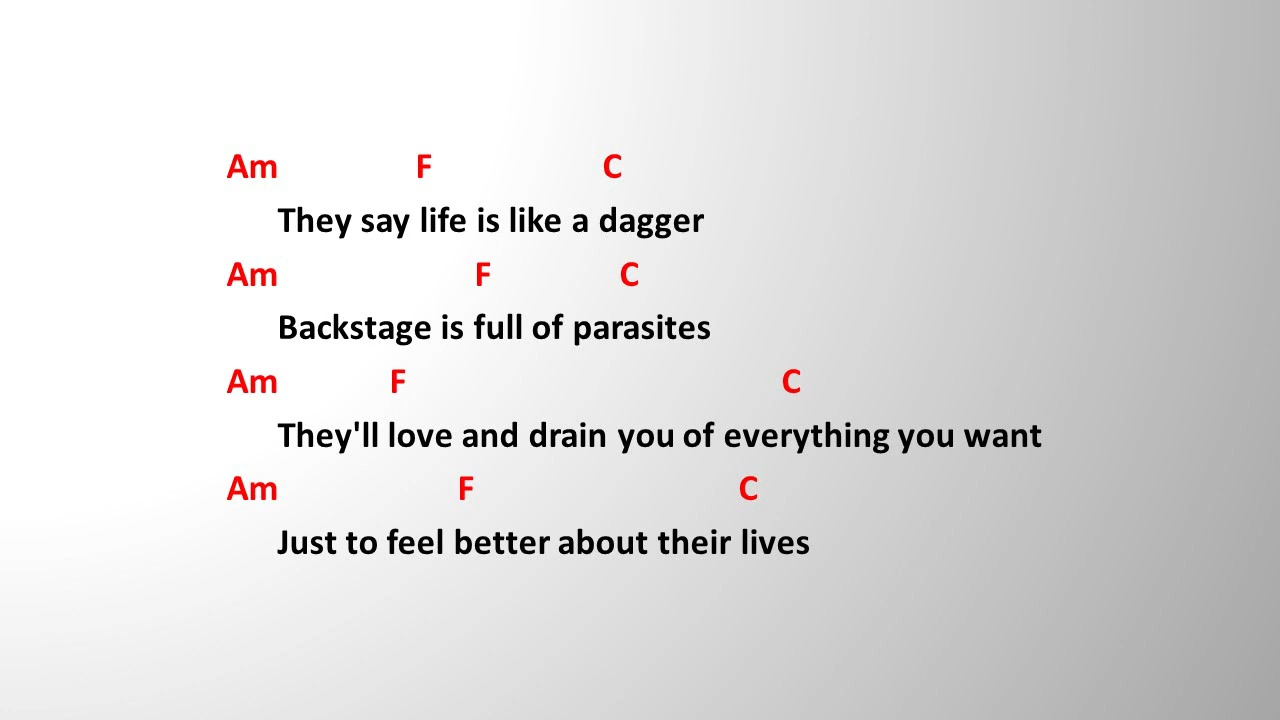 Am F C
They say life is like a dagger
Am F C
Backstage is full of parasites
Am F C
They'll love and drain you of everything you want
Am F C
Just to feel better about their lives